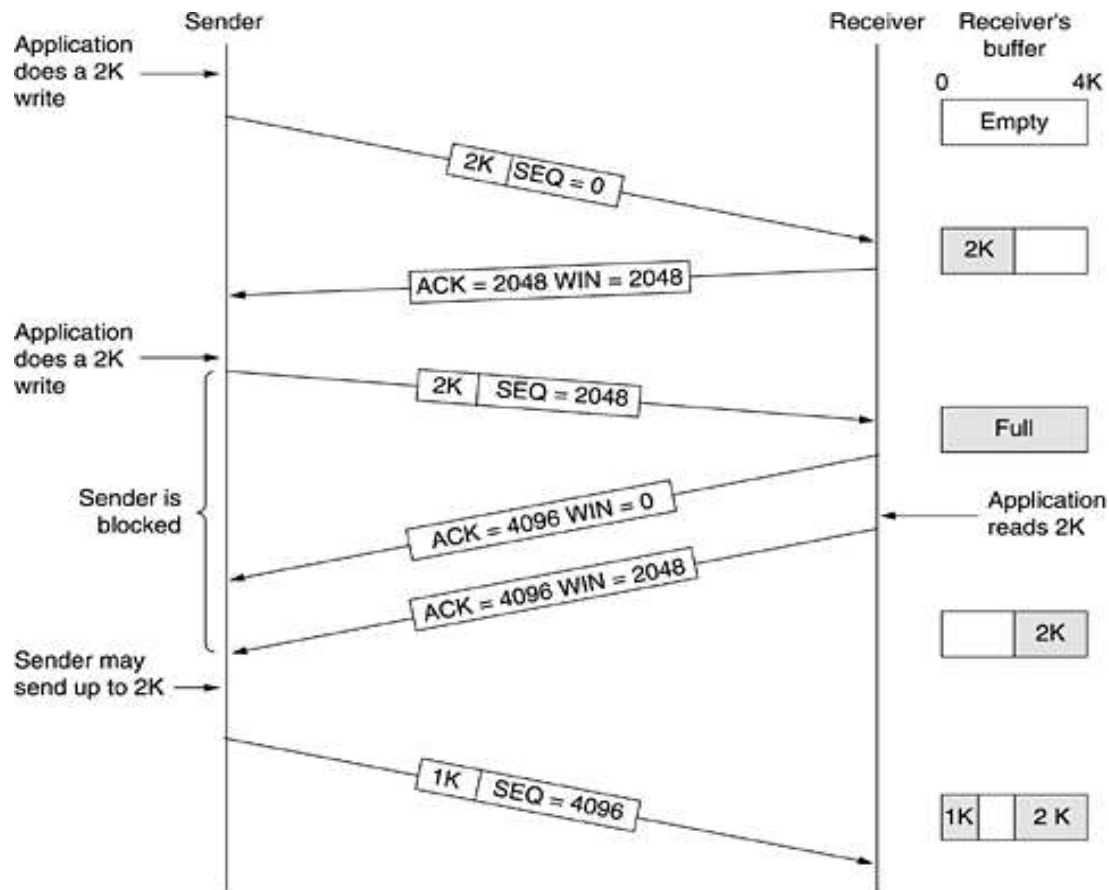 Sender
Receiver
Receiver's
buffer
Application
does a 2K
write
0 4K
Empty
2K SEQ = 0
2K
ACK = 2048 WIN = 2048
Application
does a 2K
write
2K SEQ = 2048
Full
Sender is
blocked
ACK = 4096 WIN = 0
Application
reads 2K
ACK = 4096 WIN = 2048
2K
Sender may
send up to 2K
1K SEQ = 4096
1K 2 K